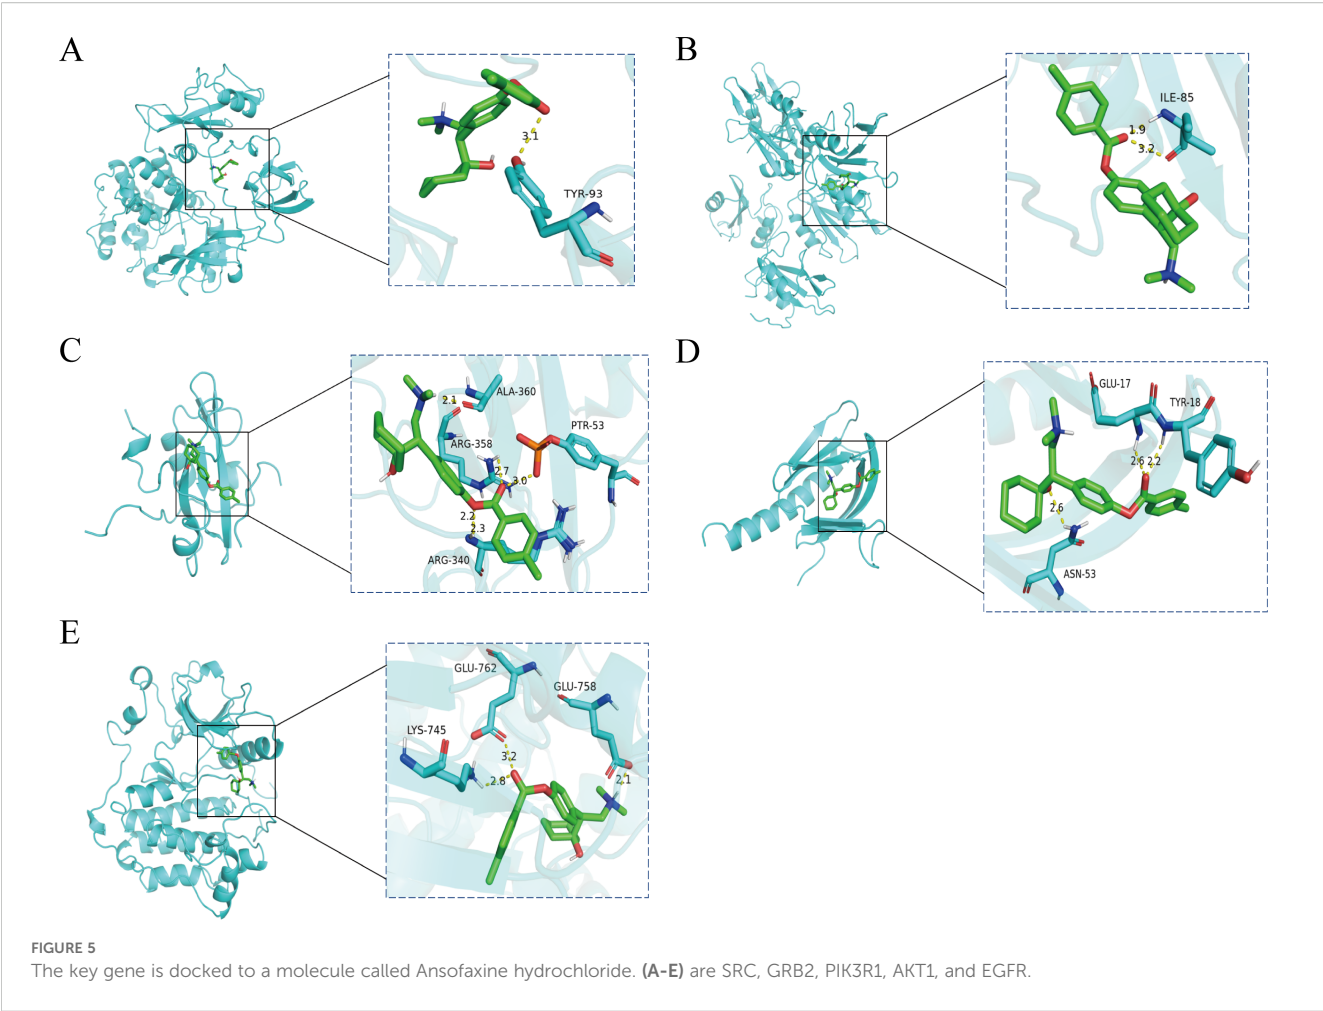 A
3.1
TYR-93
B
ILE-85
1.9
3.2
C
ALA-360
2.1
PTR-53
ARG-358
2.7
3.0
2.2
2.3
ARG-340
D
GLU-17
TYR-18
2.6 2.2
2.6
ASN-53
E
GLU-762
GLU-758
LYS-745
3.2
2.8
2.1
FIGURE 5
The key gene is docked to a molecule called Ansofaxine hydrochloride. (A-E) are SRC, GRB2, PIK3R1, AKT1, and EGFR.